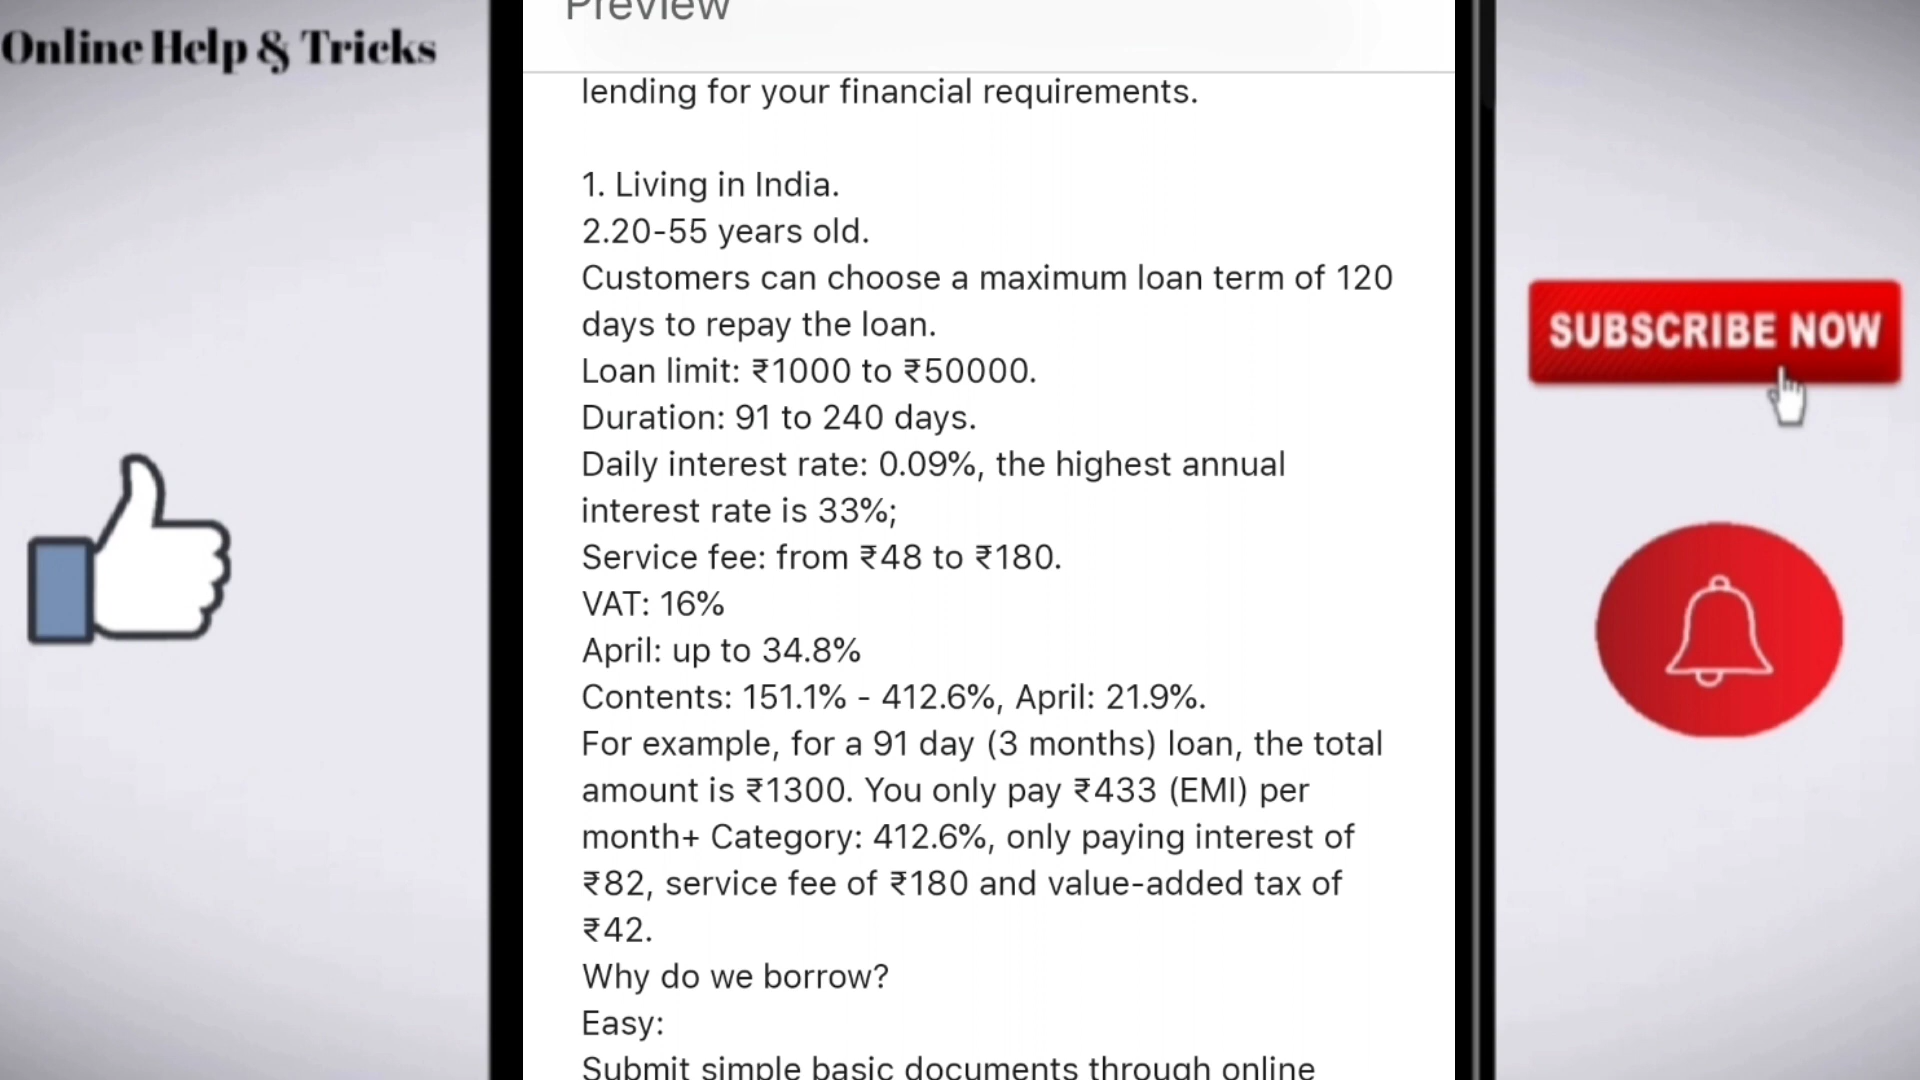 Online Help & Tricks
Preview
lending for your financial requirements.
1. Living in India.
2.20-55 years old.
Customers can choose a maximum loan term of 120
days to repay the loan.
Loan limit: ₹1000 to ₹50000.
Duration: 91 to 240 days.
Daily interest rate: 0.09%, the highest annual
interest rate is 33%;
Service fee: from ₹48 to ₹180.
VAT: 16%
April: up to 34.8%
Contents: 151.1% - 412.6%, April: 21.9%.
For example, for a 91 day (3 months) loan, the total
amount is ₹1300. You only pay ₹433 (EMI) per
month+ Category: 412.6%, only paying interest of
₹82, service fee of ₹180 and value-added tax of
₹42.
Why do we borrow?
Easy:
Submit simple basic documents through online
SUBSCRIBE NOW